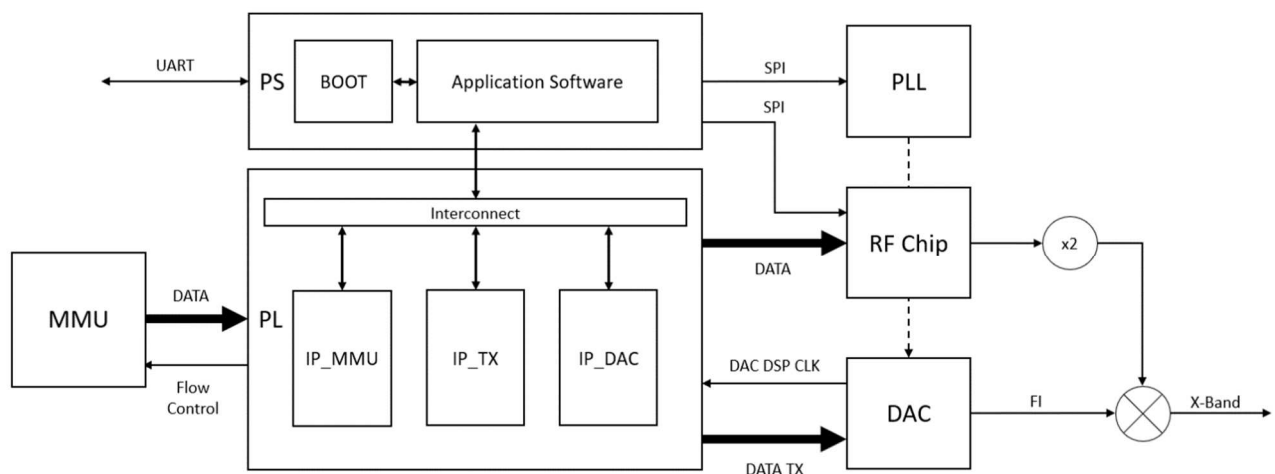 UART
PS
BOOT
Application Software
SPI
SPI
PLL
Interconnect
MMU
DATA
Flow
Control
PL
IP_MMU
IP_TX
IP_DAC
DATA
RF Chip
x2
DAC DSP CLK
DATA TX
DAC
FI
X-Band